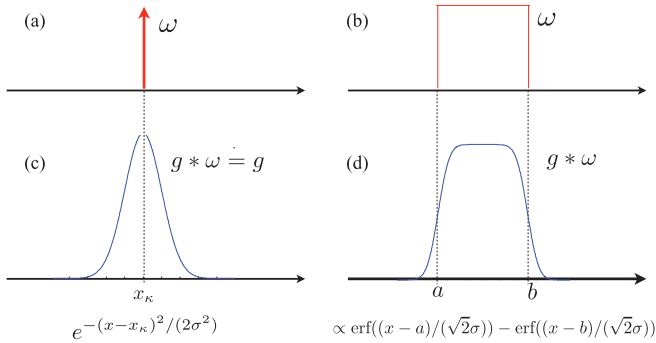 (a) ω (b) ω
(c) g ∗ ω ≐ g (d) g ∗ ω
x_κ a b
e^{−(x−x_κ)^2/(2σ^2)} ∝ erf((x − a)/(√2σ)) − erf((x − b)/(√2σ))